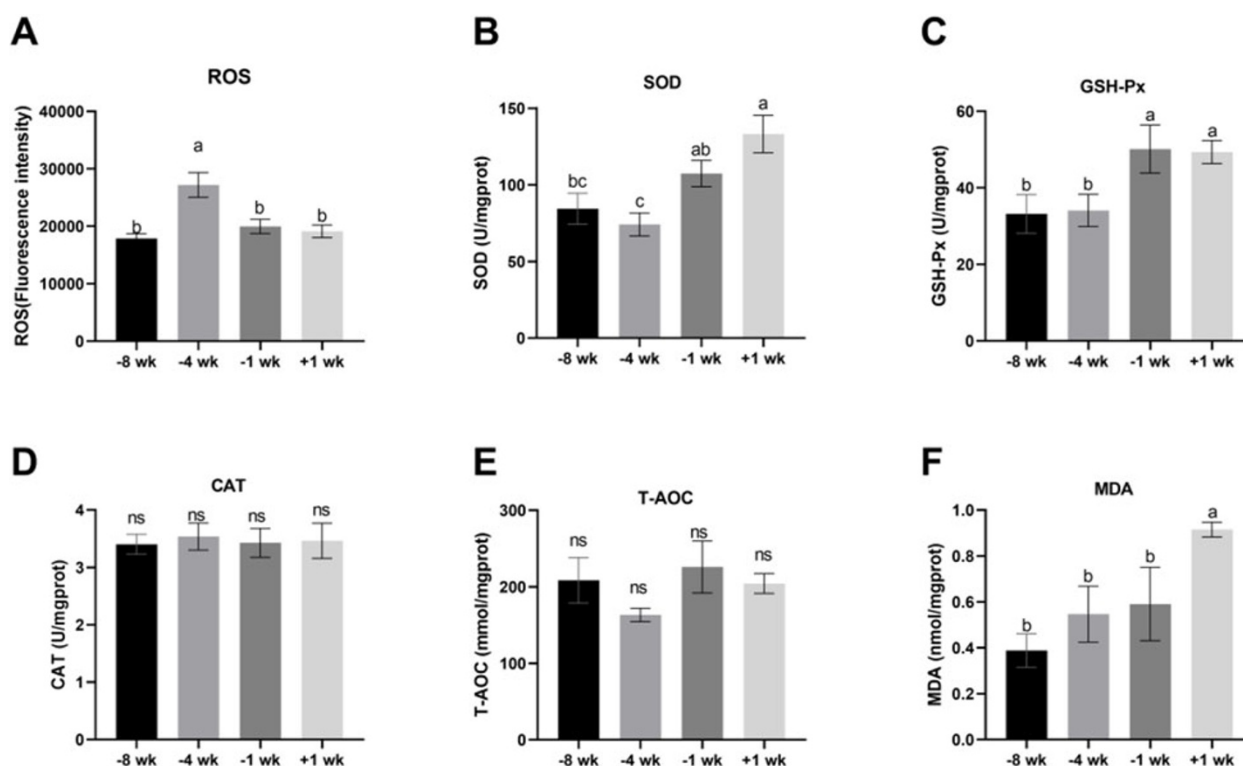 A
ROS
ROS(Fluorescence intensity)
40000
30000
20000
10000
0
b
a
b
b
-8 wk
-4 wk
-1 wk
+1 wk
B
SOD
SOD (U/mgprot)
150
100
50
0
bc
c
ab
a
-8 wk
-4 wk
-1 wk
+1 wk
C
GSH-Px
GSH-Px (U/mgprot)
60
40
20
0
b
b
a
a
-8 wk
-4 wk
-1 wk
+1 wk
D
CAT
CAT (U/mgprot)
4
3
2
1
0
ns
ns
ns
ns
-8 wk
-4 wk
-1 wk
+1 wk
E
T-AOC
T-AOC (mmol/mgprot)
300
200
100
0
ns
ns
ns
ns
-8 wk
-4 wk
-1 wk
+1 wk
F
MDA
MDA (nmol/mgprot)
1.0
0.8
0.6
0.4
0.2
0.0
b
b
b
a
-8 wk
-4 wk
-1 wk
+1 wk